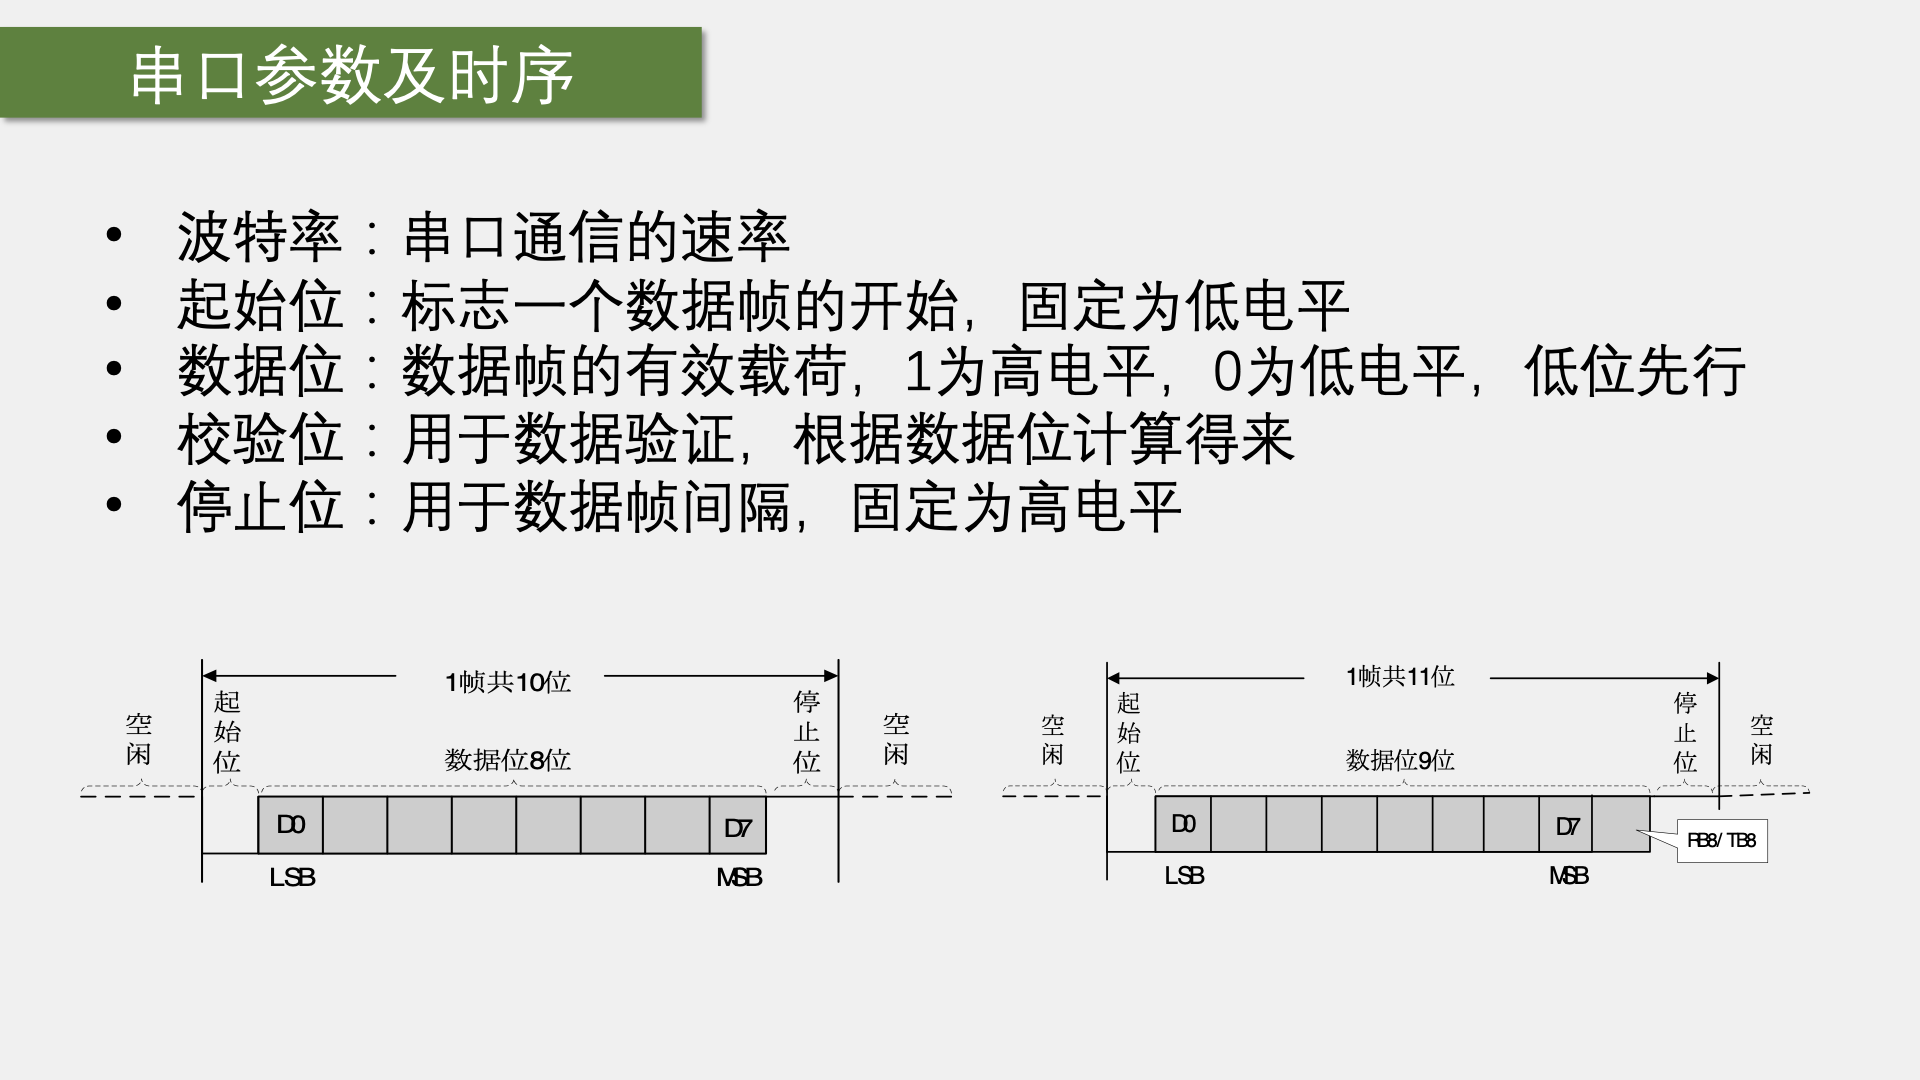 串口参数及时序
• 波特率：串口通信的速率
• 起始位：标志一个数据帧的开始，固定为低电平
• 数据位：数据帧的有效载荷，1为高电平，0为低电平，低位先行
• 校验位：用于数据验证，根据数据位计算得来
• 停止位：用于数据帧间隔，固定为高电平
1帧共10位
空闲
起始位
数据位8位
停止位
空闲
D0
D7
LSB
MSB
1帧共11位
空闲
起始位
数据位9位
停止位
空闲
D0
D7
RB8/TB8
LSB
MSB